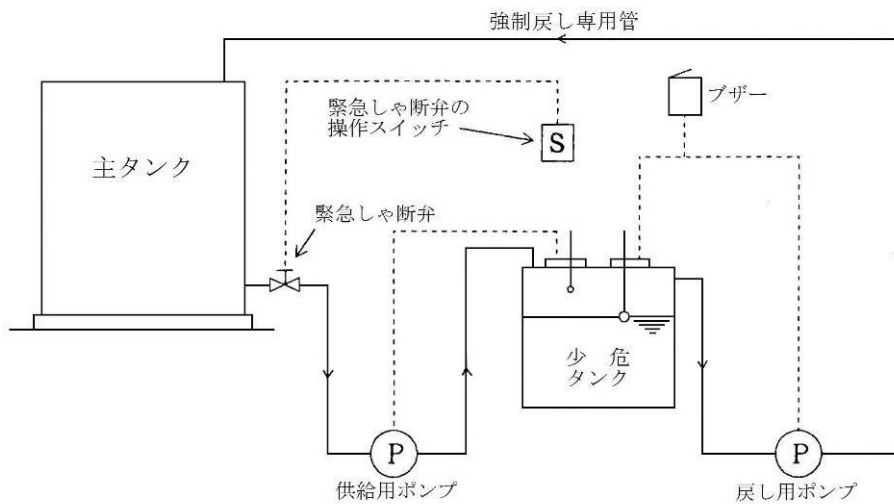 強制戻し専用管
ブザー
緊急しゃ断弁の
操作スイッチ
S
主タンク
緊急しゃ断弁
少危
タンク
P
供給用ポンプ
P
戻し用ポンプ